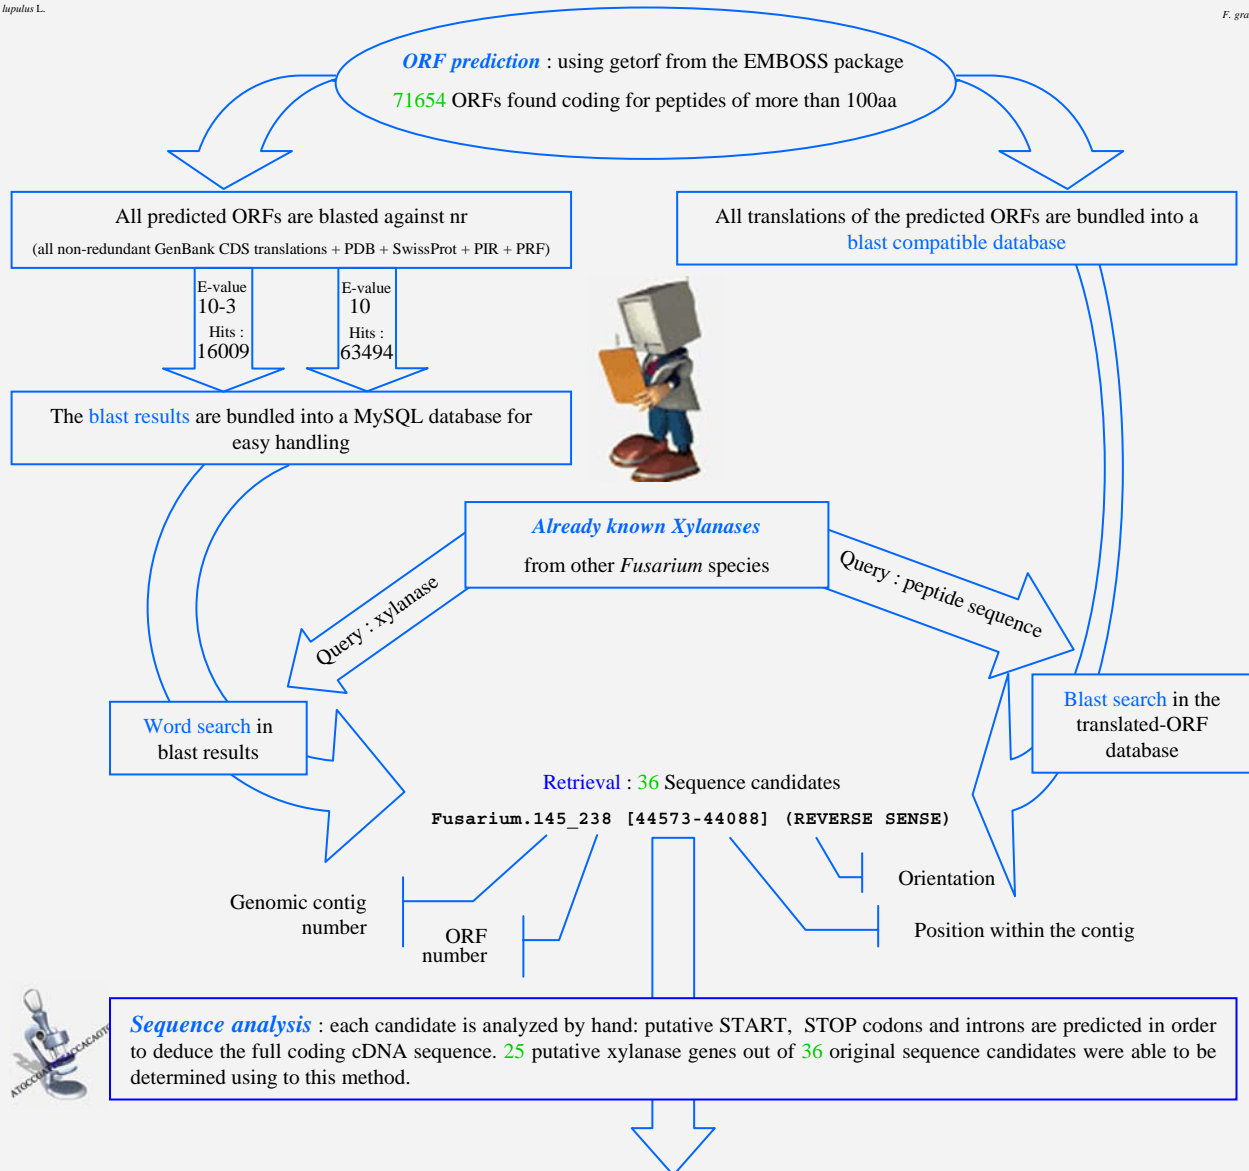 lupulus L.
F. gra
ORF prediction : using getorf from the EMBOSS package
71654 ORFs found coding for peptides of more than 100aa
All predicted ORFs are blasted against nr
(all non-redundant GenBank CDS translations + PDB + SwissProt + PIR + PRF)
All translations of the predicted ORFs are bundled into a
blast compatible database
E-value
10-3
Hits :
16009
E-value
10
Hits :
63494
The blast results are bundled into a MySQL database for
easy handling
Already known Xylanases
from other Fusarium species
Query : xylanase
Query : peptide sequence
Word search in
blast results
Blast search in the
translated-ORF
database
Retrieval : 36 Sequence candidates
Fusarium.145_238 [44573-44088] (REVERSE SENSE)
Genomic contig
number
ORF
number
Orientation
Position within the contig
Sequence analysis : each candidate is analyzed by hand: putative START, STOP codons and introns are predicted in order
to deduce the full coding cDNA sequence. 25 putative xylanase genes out of 36 original sequence candidates were able to be
determined using to this method.